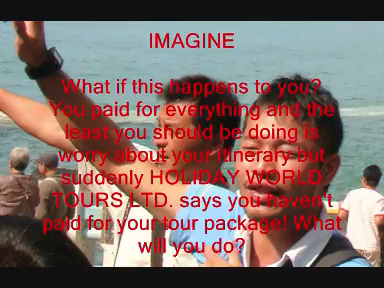 IMAGINE
What if this happens to you?
You paid for everything and the
least you should be doing is
worry about your itinerary but
suddenly HOLIDAY WORLD
TOURS LTD. says you haven't
paid for your tour package! What
will you do?